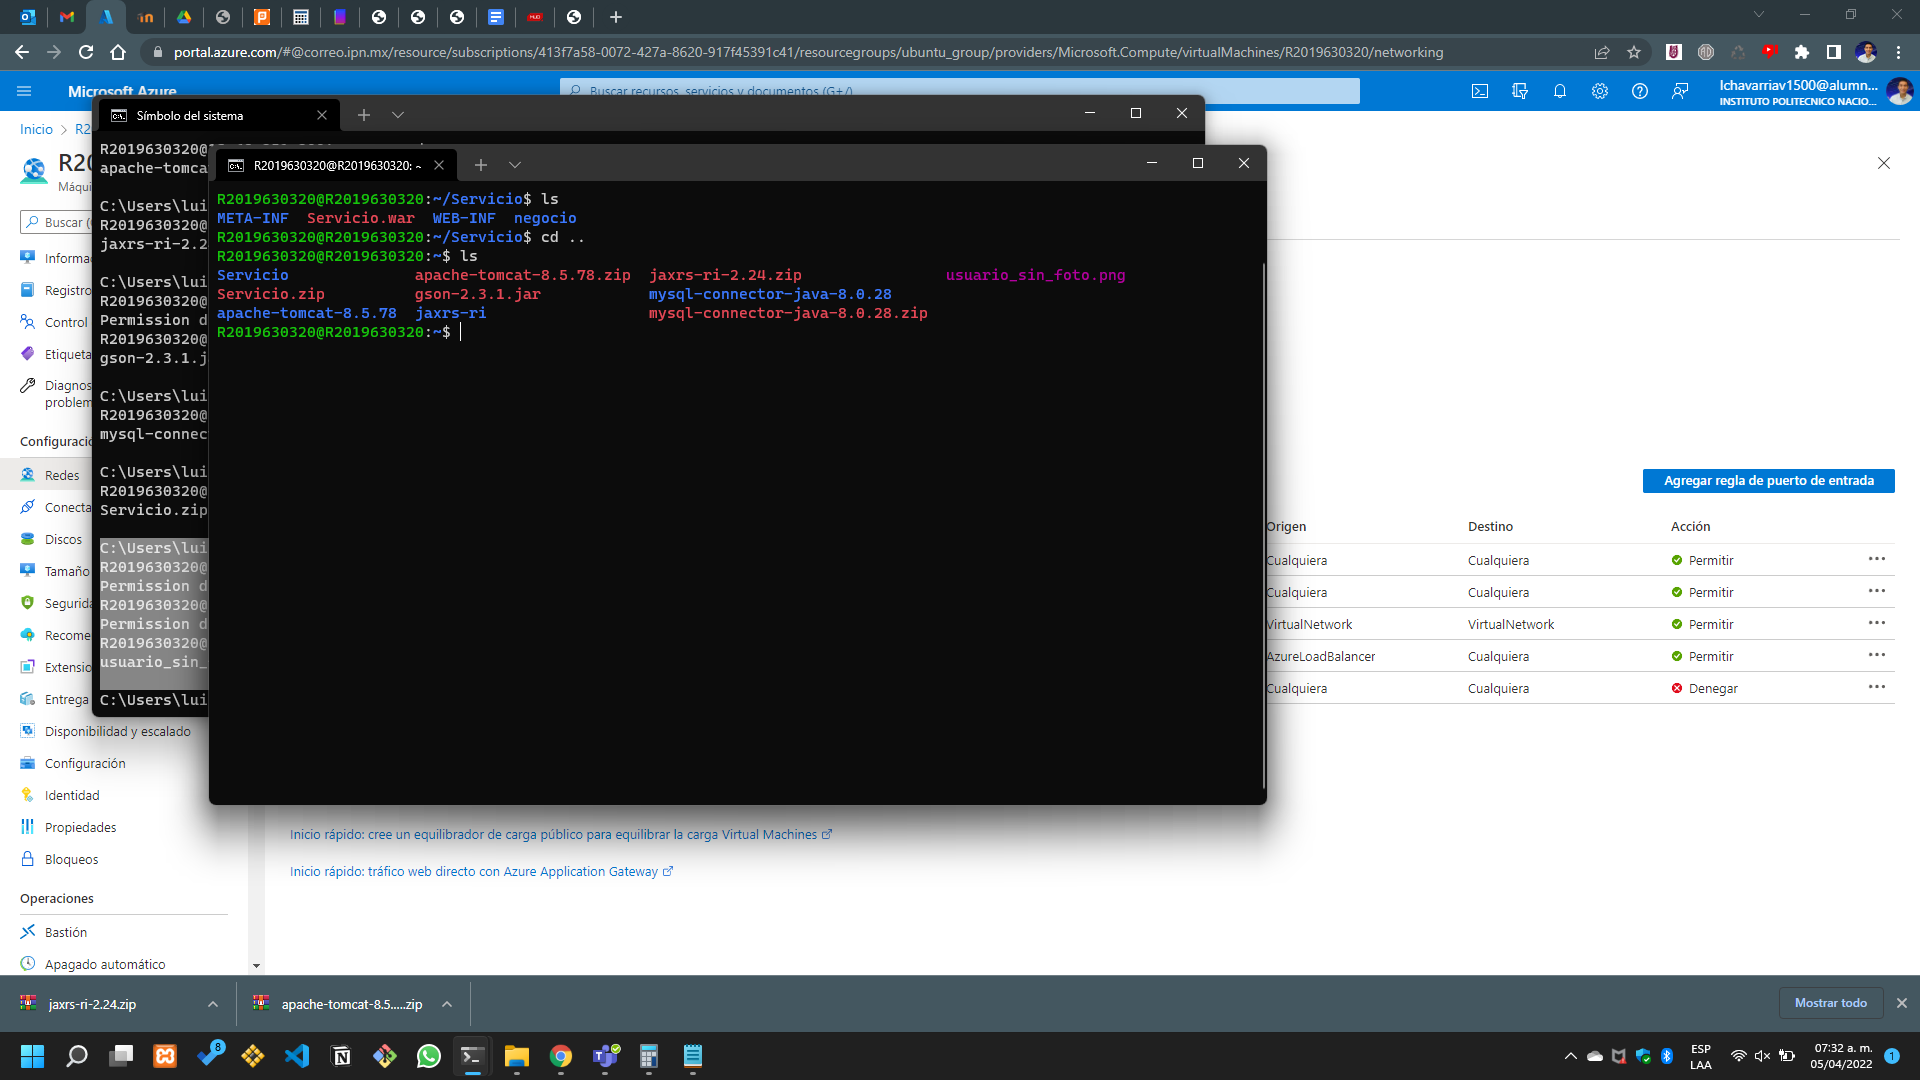 portal.azure.com/#@correo.ipn.mx/resource/subscriptions/413f7a58-0072-427a-8620-917f45391c41/resourcegroups/ubuntu_group/providers/Microsoft.Compute/virtualMachines/R2019630320/networking
Microsoft Azure
Buscar recursos, servicios y documentos (G+/)
lchavarriav1500@alumn...
INSTITUTO POLITECNICO NACIO...
Inicio > R2
R20
Máqui
Buscar (
Informa
Registro
Control
Etiqueta
Diagnos
problem
Configuració
Redes
Conecta
Discos
Tamaño
Segurida
Recome
Extensio
Entrega
Disponibilidad y escalado
Configuración
Identidad
Propiedades
Bloqueos
Operaciones
Bastión
Apagado automático
Símbolo del sistema
R2019630320@
apache-tomca
C:\Users\lui
R2019630320@
jaxrs-ri-2.2
C:\Users\lui
R2019630320@
Permission d
R2019630320@
gson-2.3.1.j
C:\Users\lui
R2019630320@
mysql-connec
C:\Users\lui
R2019630320@
Servicio.zip
C:\Users\lui
R2019630320@
Permission d
R2019630320@
Permission d
R2019630320@
usuario_sin_
C:\Users\lui
R2019630320@R2019630320: ~
R2019630320@R2019630320:~/Servicio$ ls
META-INF Servicio.war WEB-INF negocio
R2019630320@R2019630320:~/Servicio$ cd ..
R2019630320@R2019630320:~$ ls
Servicio apache-tomcat-8.5.78.zip jaxrs-ri-2.24.zip usuario_sin_foto.png
Servicio.zip gson-2.3.1.jar mysql-connector-java-8.0.28
apache-tomcat-8.5.78 jaxrs-ri mysql-connector-java-8.0.28.zip
R2019630320@R2019630320:~$
Agregar regla de puerto de entrada
Origen Destino Acción
Cualquiera Cualquiera Permitir
Cualquiera Cualquiera Permitir
VirtualNetwork VirtualNetwork Permitir
AzureLoadBalancer Cualquiera Permitir
Cualquiera Cualquiera Denegar
Inicio rápido: cree un equilibrador de carga público para equilibrar la carga Virtual Machines
Inicio rápido: tráfico web directo con Azure Application Gateway
jaxrs-ri-2.24.zip
apache-tomcat-8.5.....zip
Mostrar todo
8
ESP
LAA
07:32 a. m.
05/04/2022
1